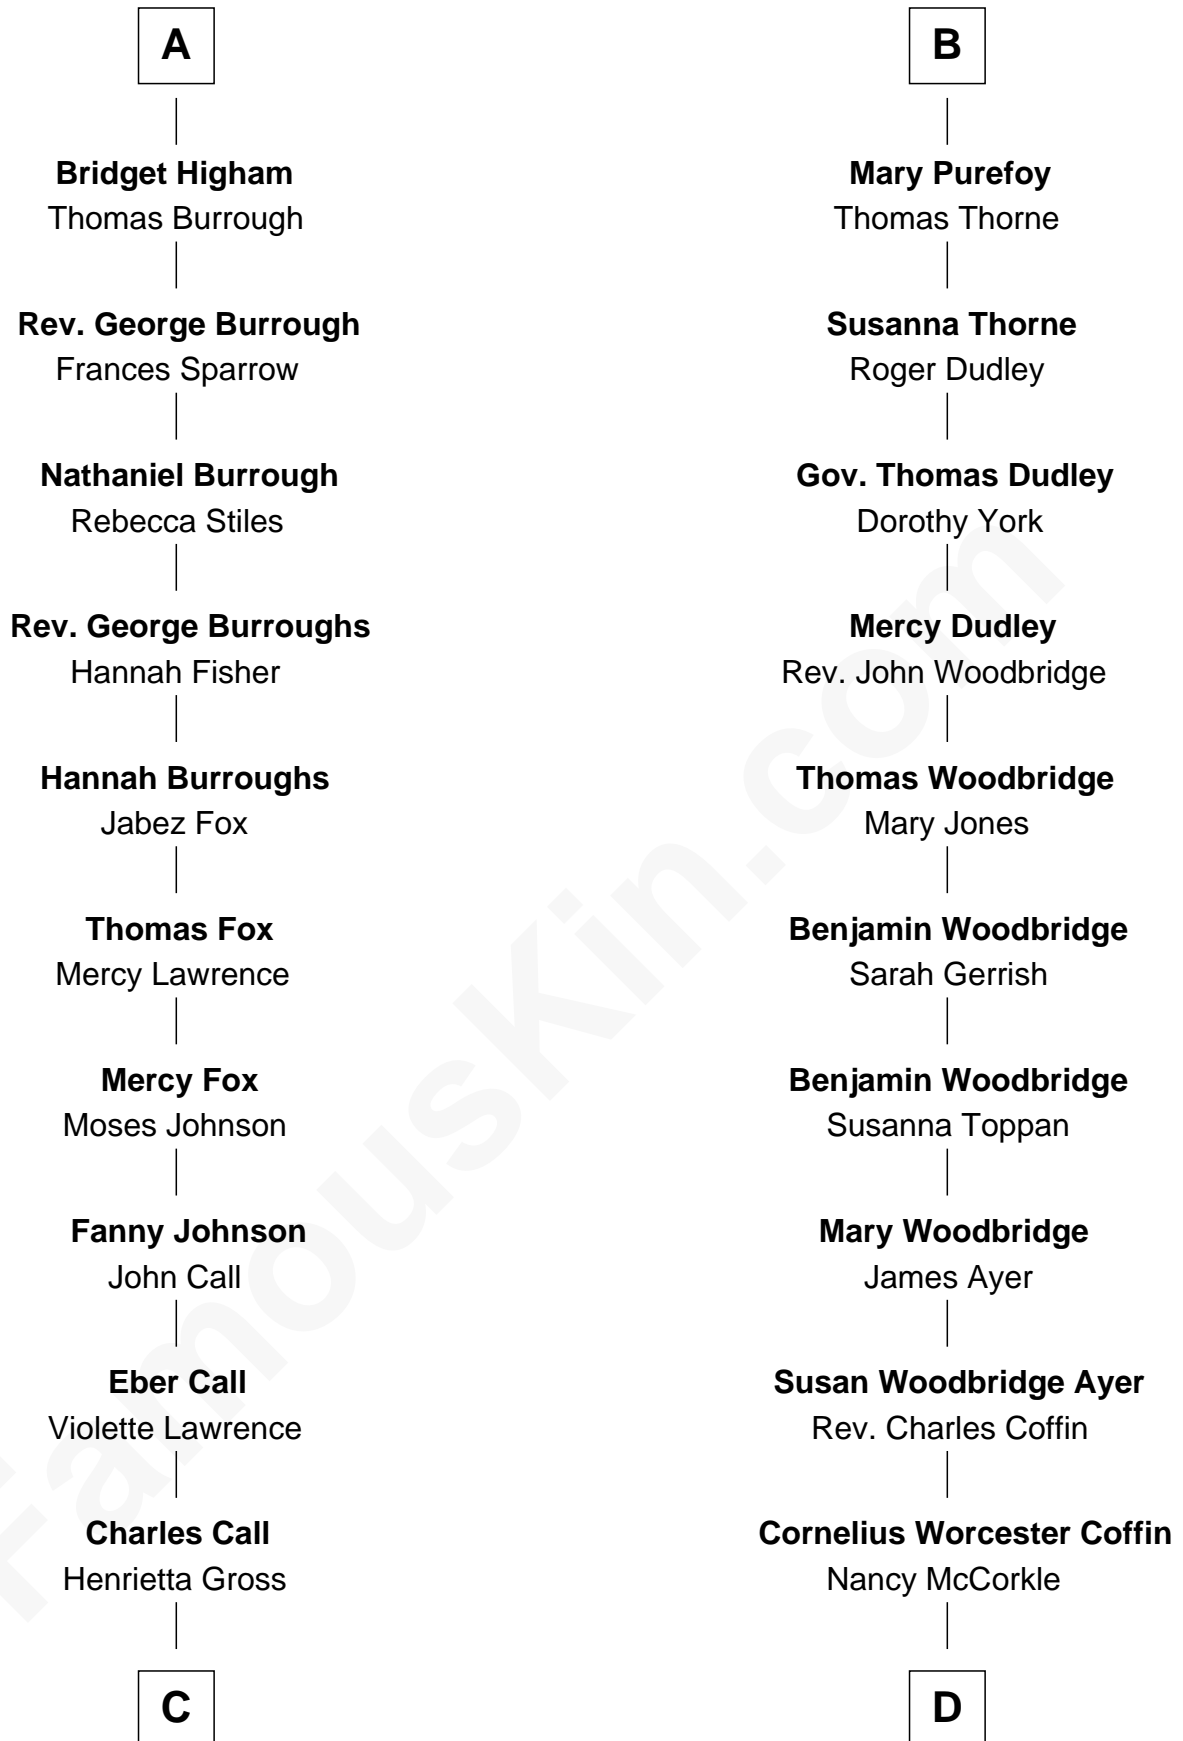 A
Bridget Higham
Thomas Burrough
Rev. George Burrough
Frances Sparrow
Nathaniel Burrough
Rebecca Stiles
Rev. George Burroughs
Hannah Fisher
Hannah Burroughs
Jabez Fox
Thomas Fox
Mercy Lawrence
Mercy Fox
Moses Johnson
Fanny Johnson
John Call
Eber Call
Violette Lawrence
Charles Call
Henrietta Gross
C
B
Mary Purefoy
Thomas Thorne
Susanna Thorne
Roger Dudley
Gov. Thomas Dudley
Dorothy York
Mercy Dudley
Rev. John Woodbridge
Thomas Woodbridge
Mary Jones
Benjamin Woodbridge
Sarah Gerrish
Benjamin Woodbridge
Susanna Toppan
Mary Woodbridge
James Ayer
Susan Woodbridge Ayer
Rev. Charles Coffin
Cornelius Worcester Coffin
Nancy McCorkle
D
FamousKin.com